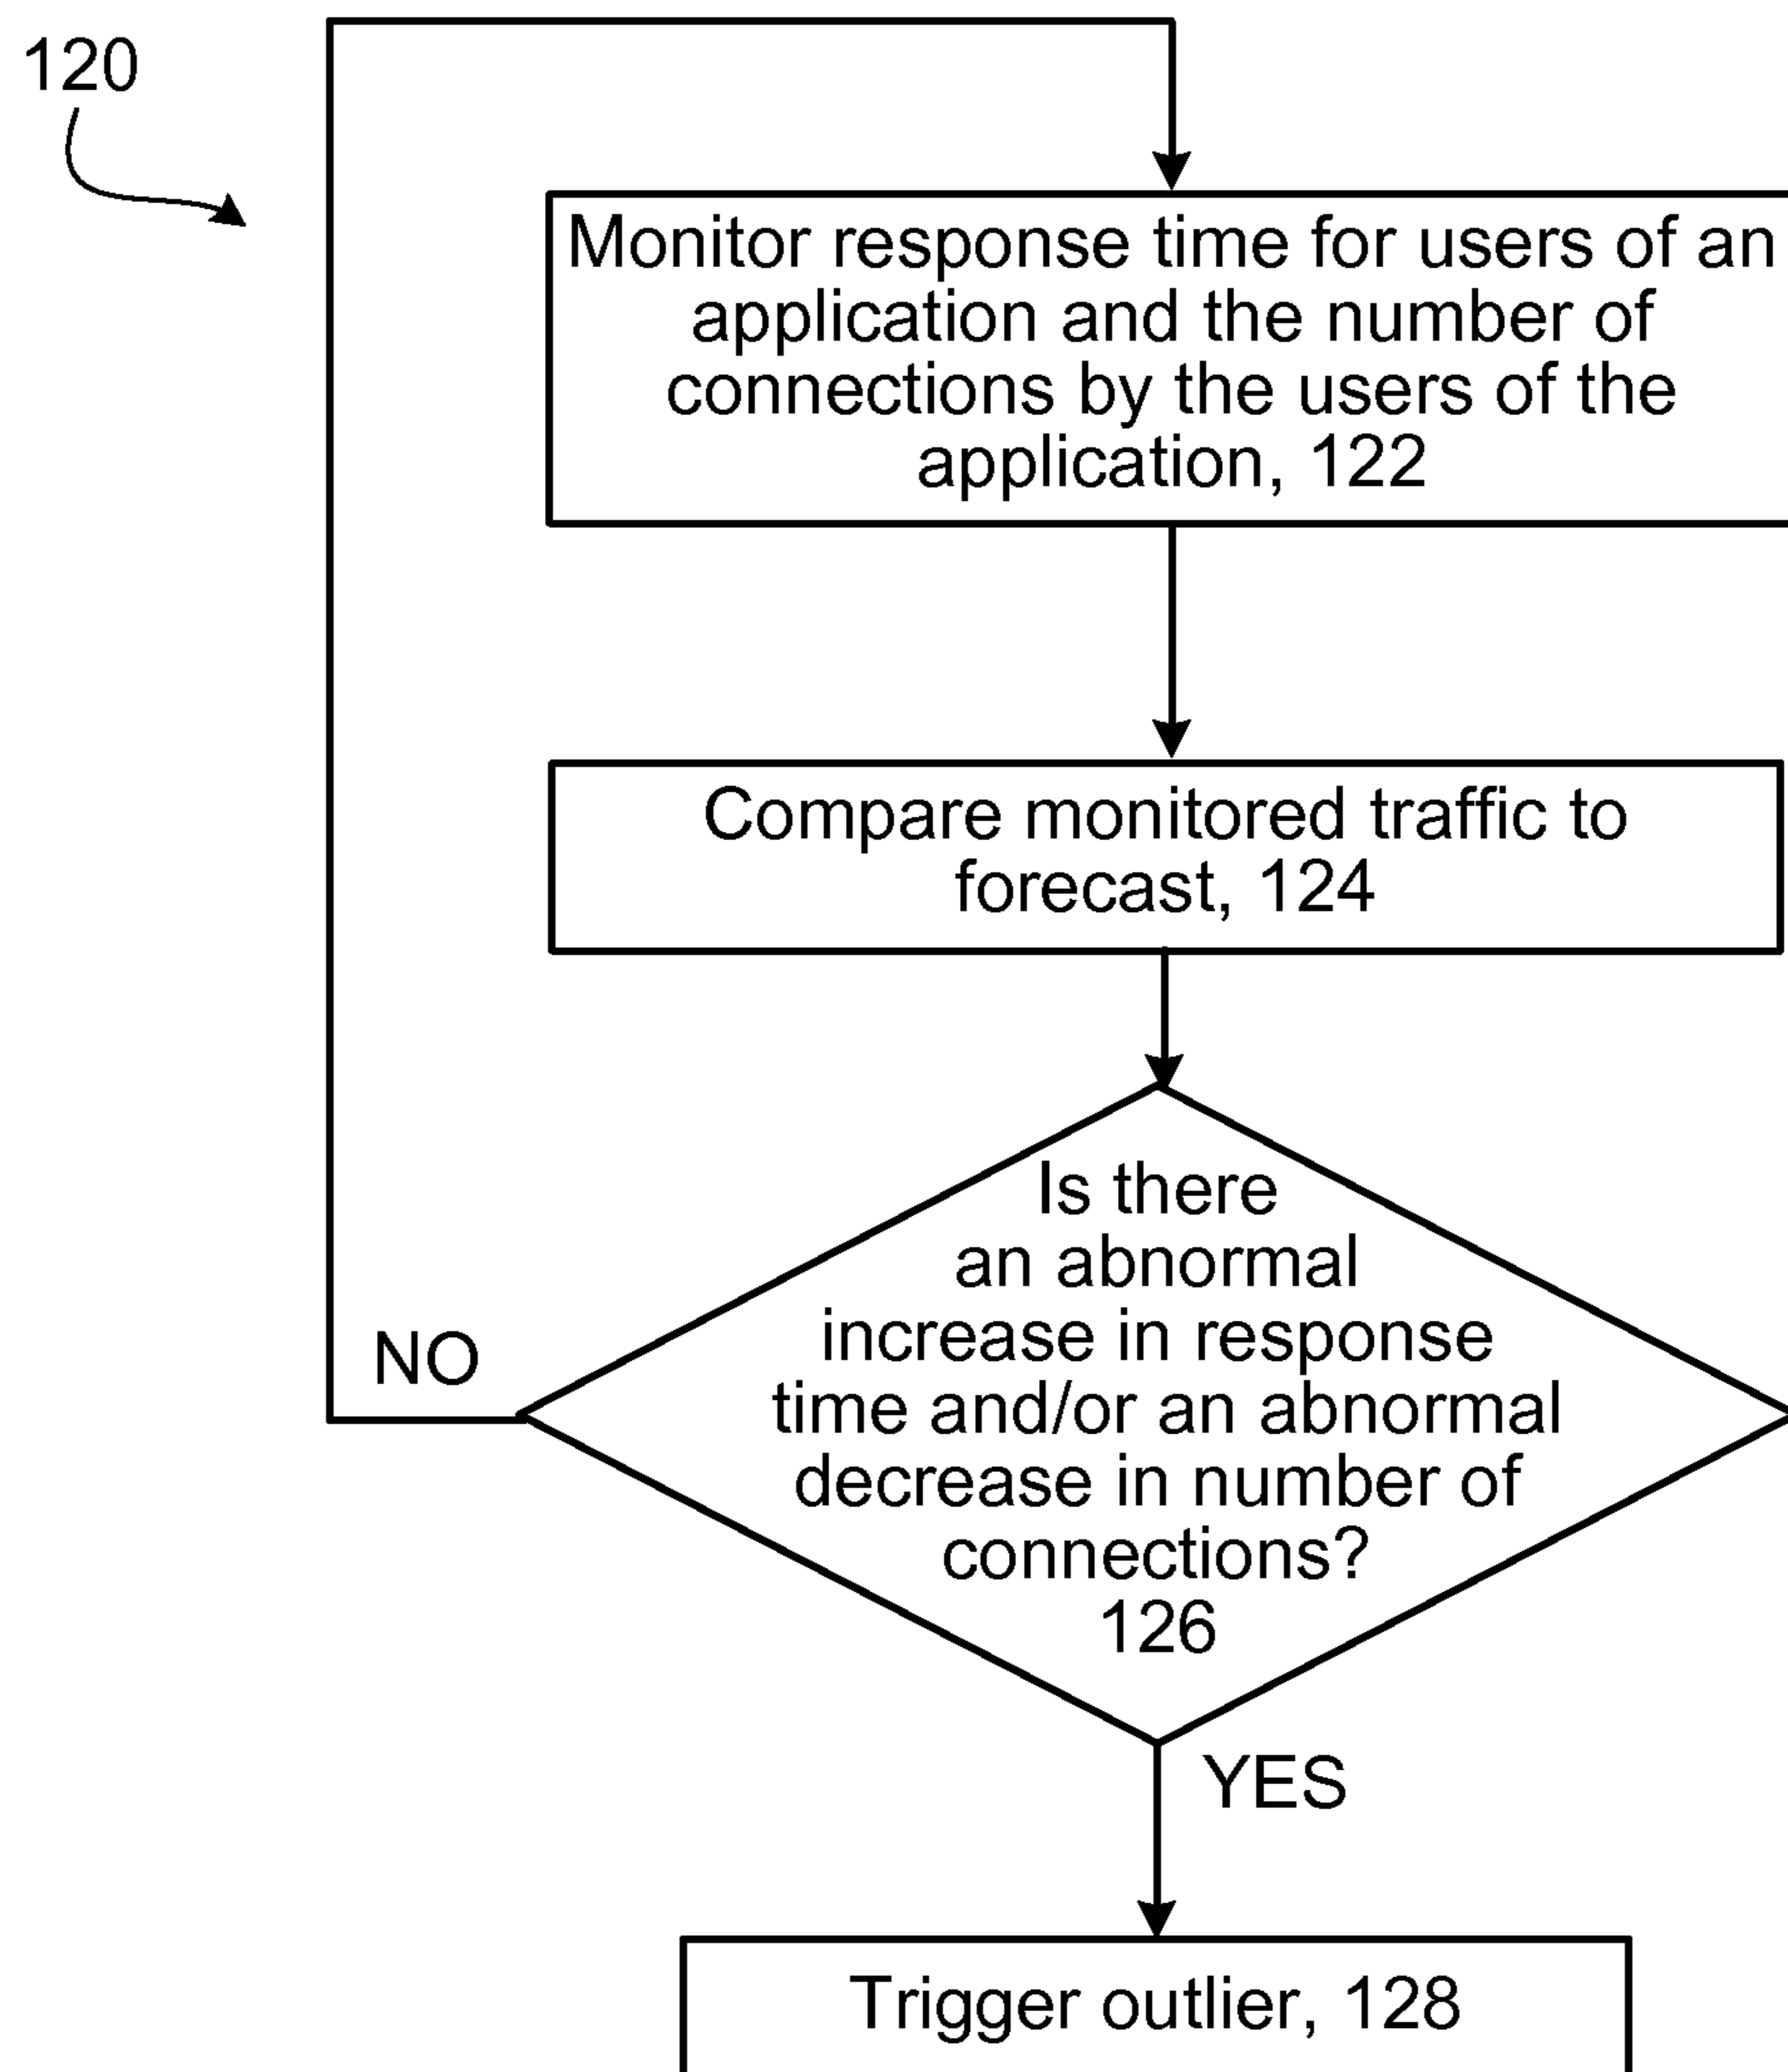 120
Monitor response time for users of an
application and the number of
connections by the users of the
application, 122
Compare monitored traffic to
forecast, 124
Is there
an abnormal
increase in response
time and/or an abnormal
decrease in number of
connections?
126
NO
YES
Trigger outlier, 128